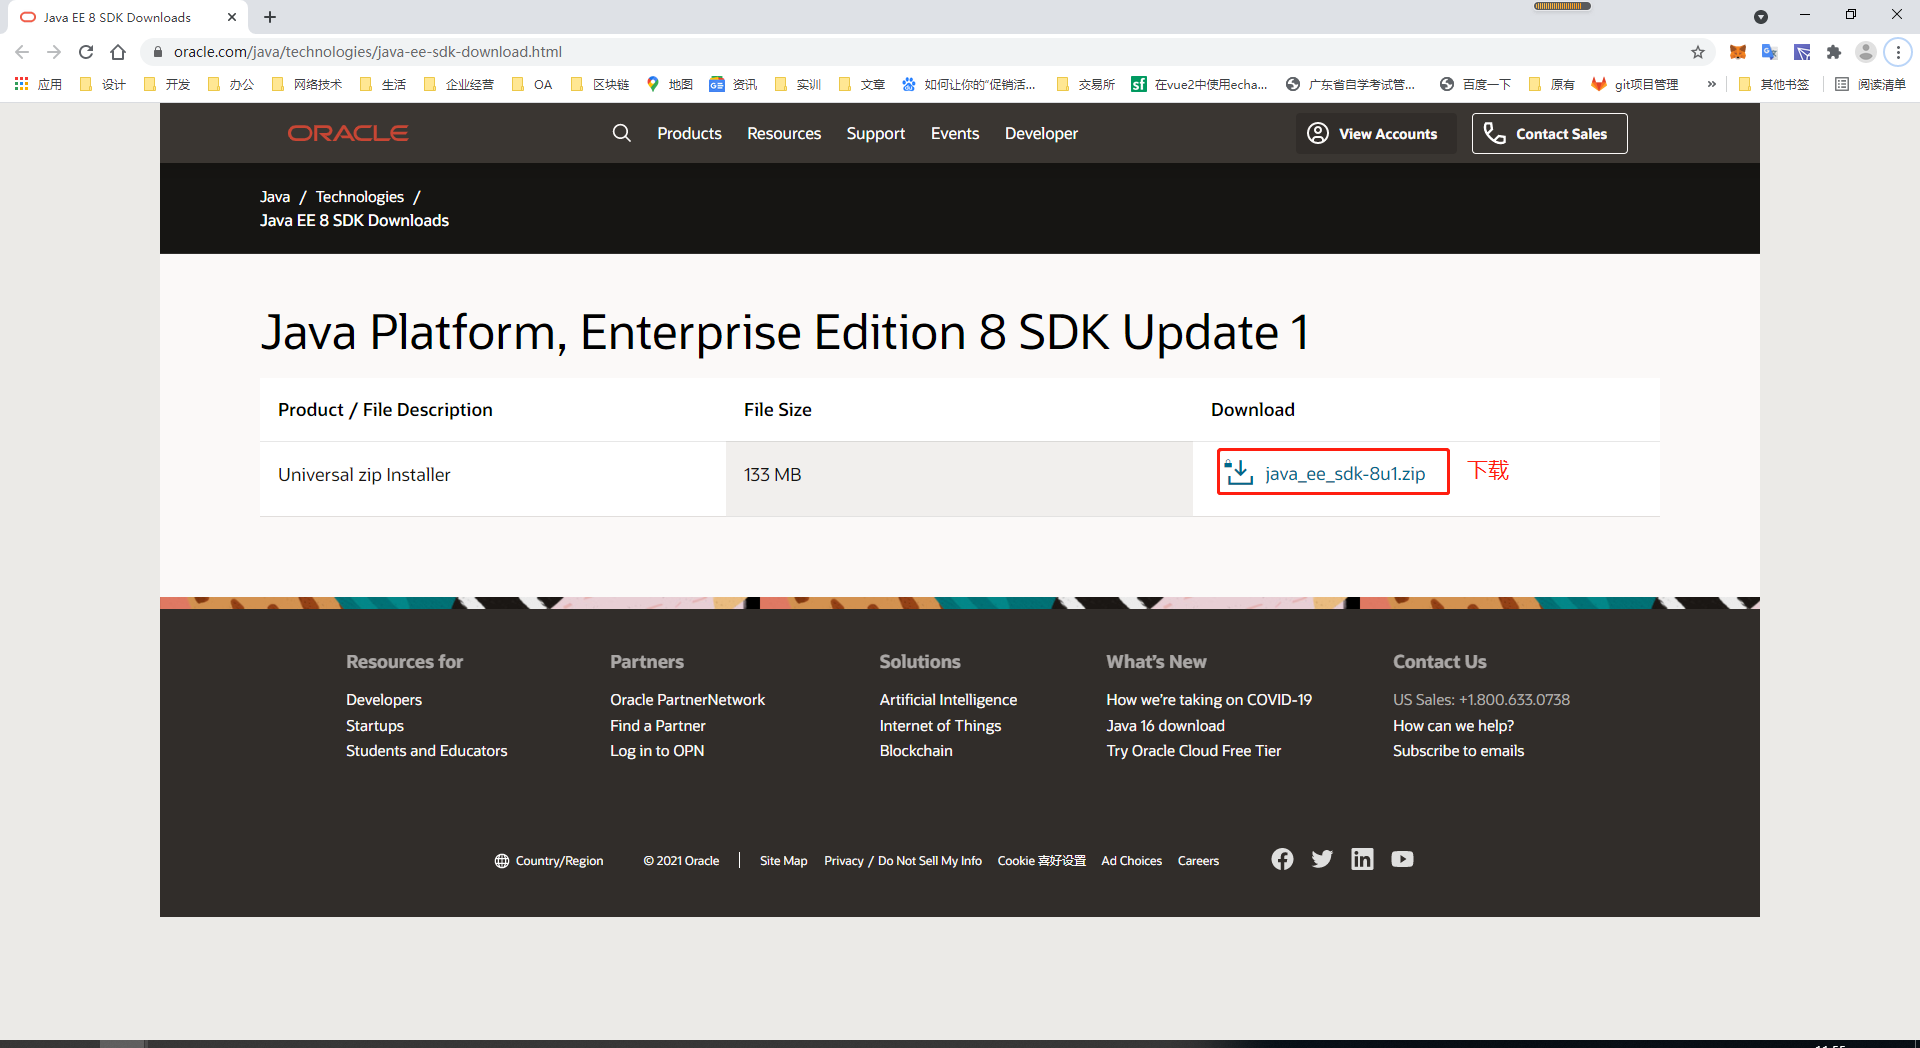 Java EE 8 SDK Downloads
oracle.com/java/technologies/java-ee-sdk-download.html
应用 设计 开发 办公 网络技术 生活 企业经营 OA 区块链 地图 资讯 实训 文章 如何让你的“促销活... 交易所 在vue2中使用echa... 广东省自学考试管... 百度一下 原有 git项目管理 » 其他书签 阅读清单
ORACLE Products Resources Support Events Developer View Accounts Contact Sales
Java / Technologies /
Java EE 8 SDK Downloads
Java Platform, Enterprise Edition 8 SDK Update 1
Product / File Description File Size Download
Universal zip Installer 133 MB java_ee_sdk-8u1.zip 下载
Resources for Partners Solutions What's New Contact Us
Developers Oracle PartnerNetwork Artificial Intelligence How we're taking on COVID-19 US Sales: +1.800.633.0738
Startups Find a Partner Internet of Things Java 16 download How can we help?
Students and Educators Log in to OPN Blockchain Try Oracle Cloud Free Tier Subscribe to emails
Country/Region © 2021 Oracle Site Map Privacy / Do Not Sell My Info Cookie 喜好设置 Ad Choices Careers